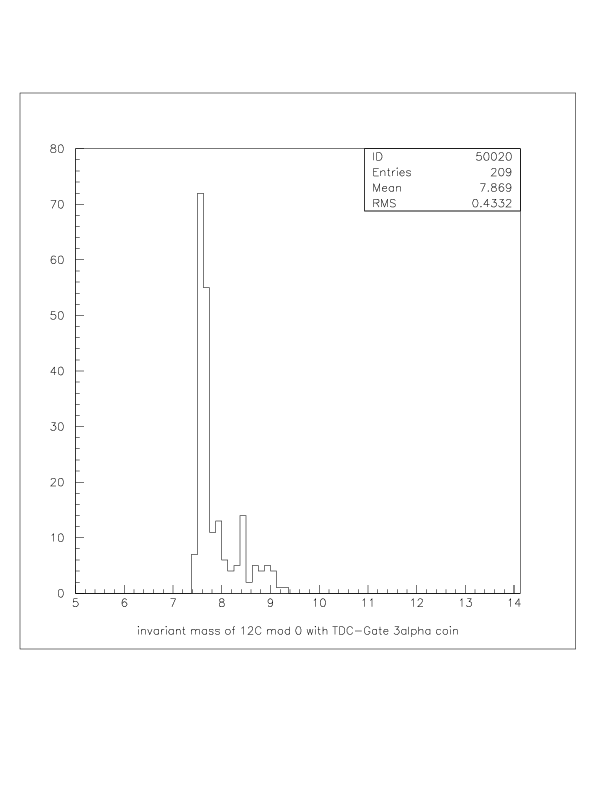 ID 50020
Entries 209
Mean 7.869
RMS 0.4332
80
70
60
50
40
30
20
10
0
5 6 7 8 9 10 11 12 13 14
invariant mass of 12C mod 0 with TDC-Gate 3alpha coin